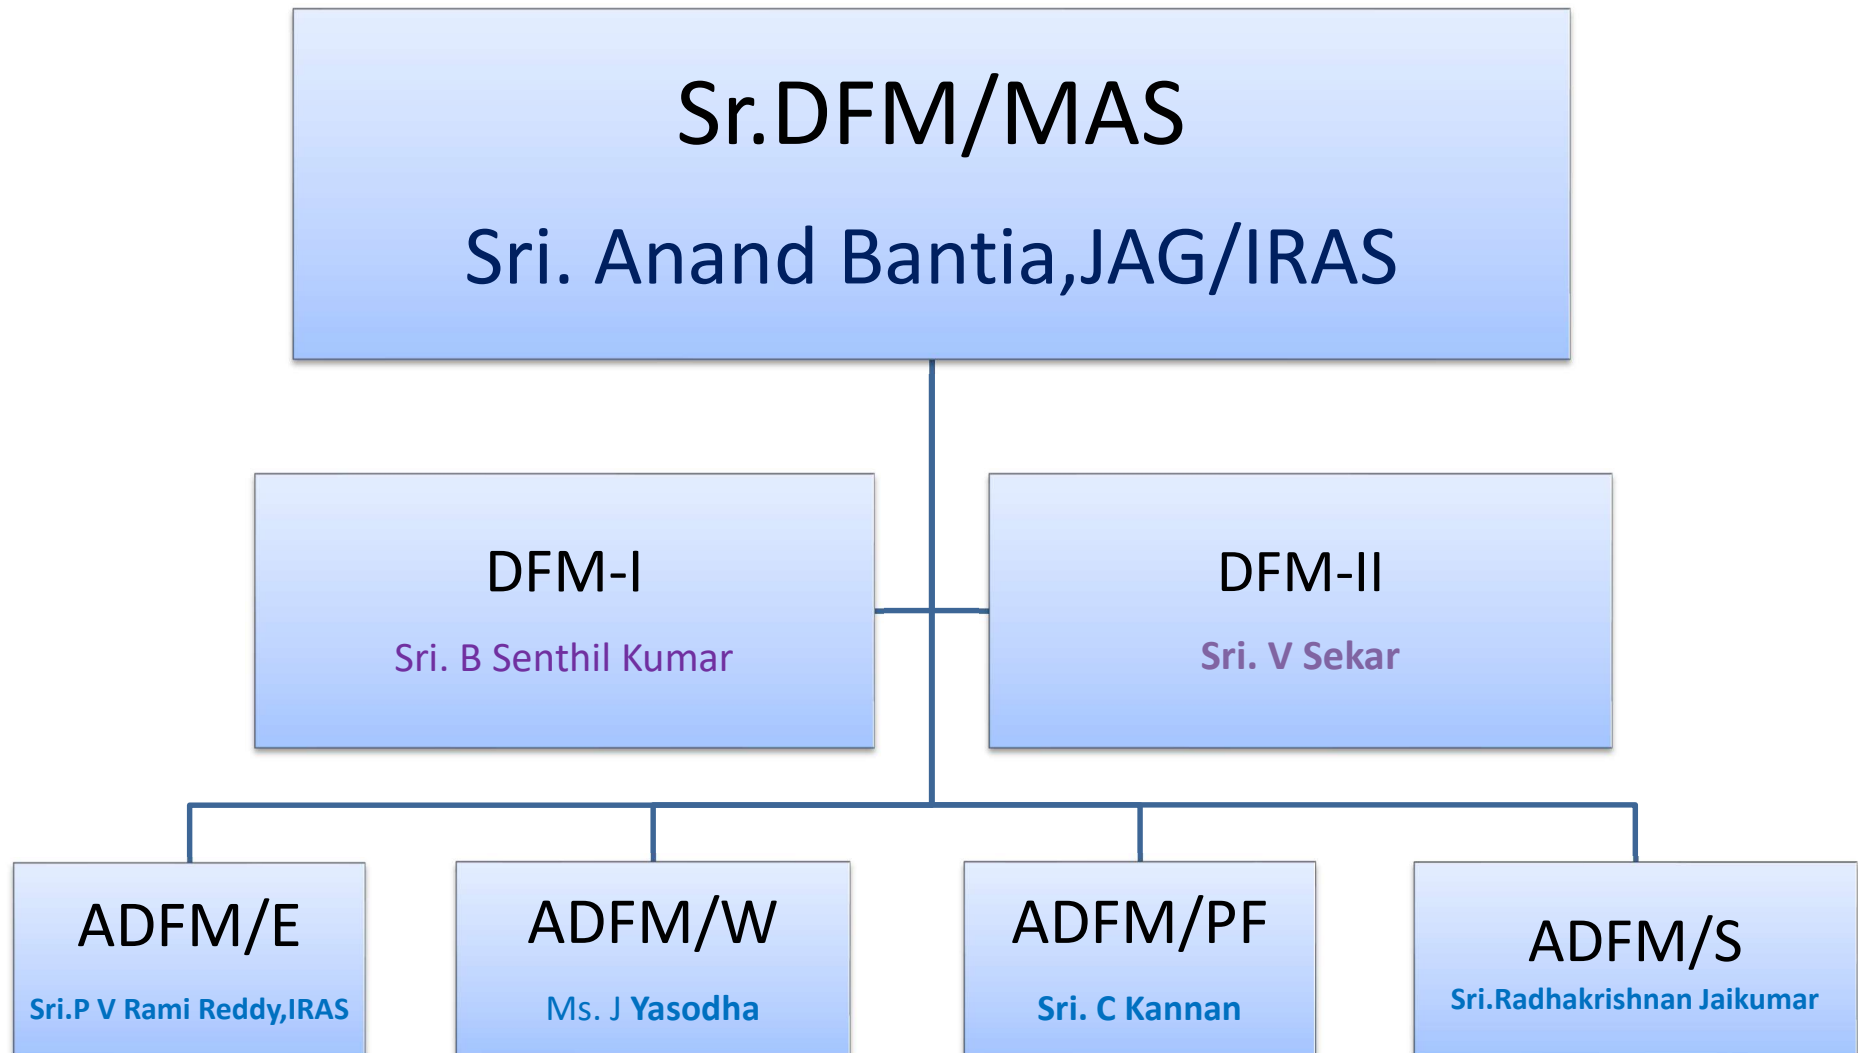 Sr.DFM/MAS
Sri. Anand Bantia,JAG/IRAS
DFM-I
Sri. B Senthil Kumar
DFM-II
Sri. V Sekar
ADFM/E
Sri.P V Rami Reddy,IRAS
ADFM/W
Ms. J Yasodha
ADFM/PF
Sri. C Kannan
ADFM/S
Sri.Radhakrishnan Jaikumar